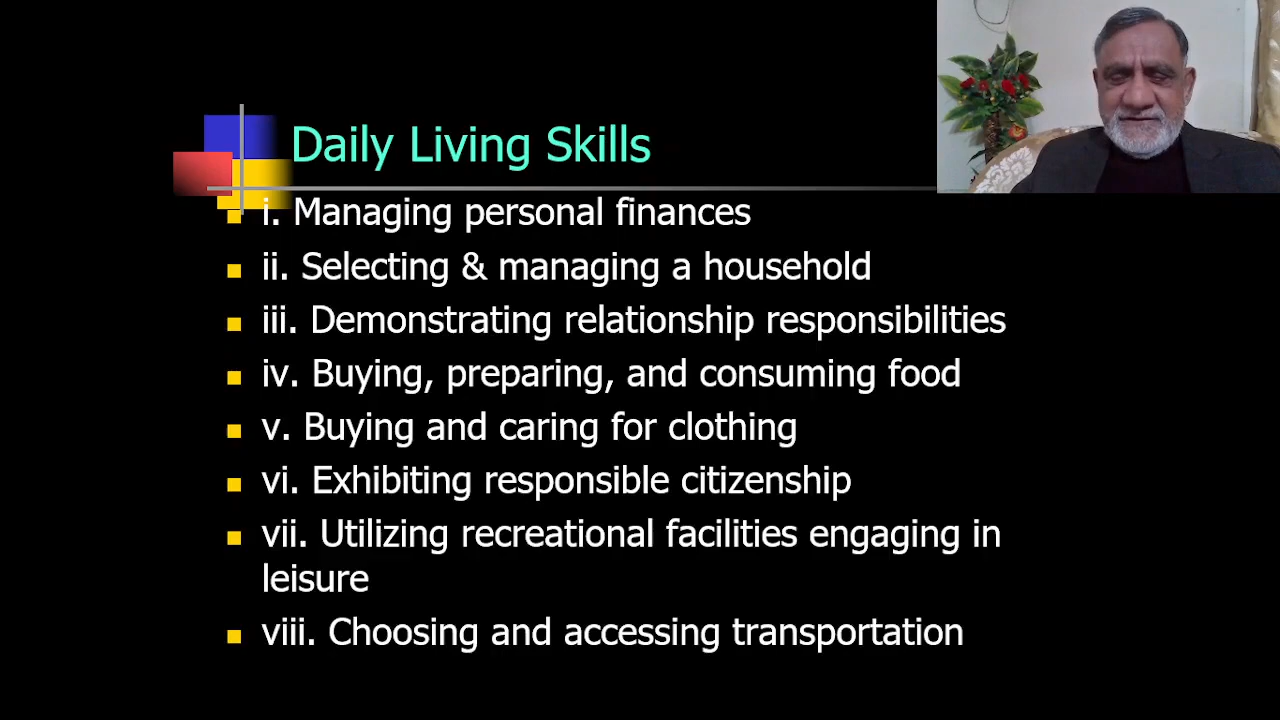 Daily Living Skills
i. Managing personal finances
ii. Selecting & managing a household
iii. Demonstrating relationship responsibilities
iv. Buying, preparing, and consuming food
v. Buying and caring for clothing
vi. Exhibiting responsible citizenship
vii. Utilizing recreational facilities engaging in
leisure
viii. Choosing and accessing transportation